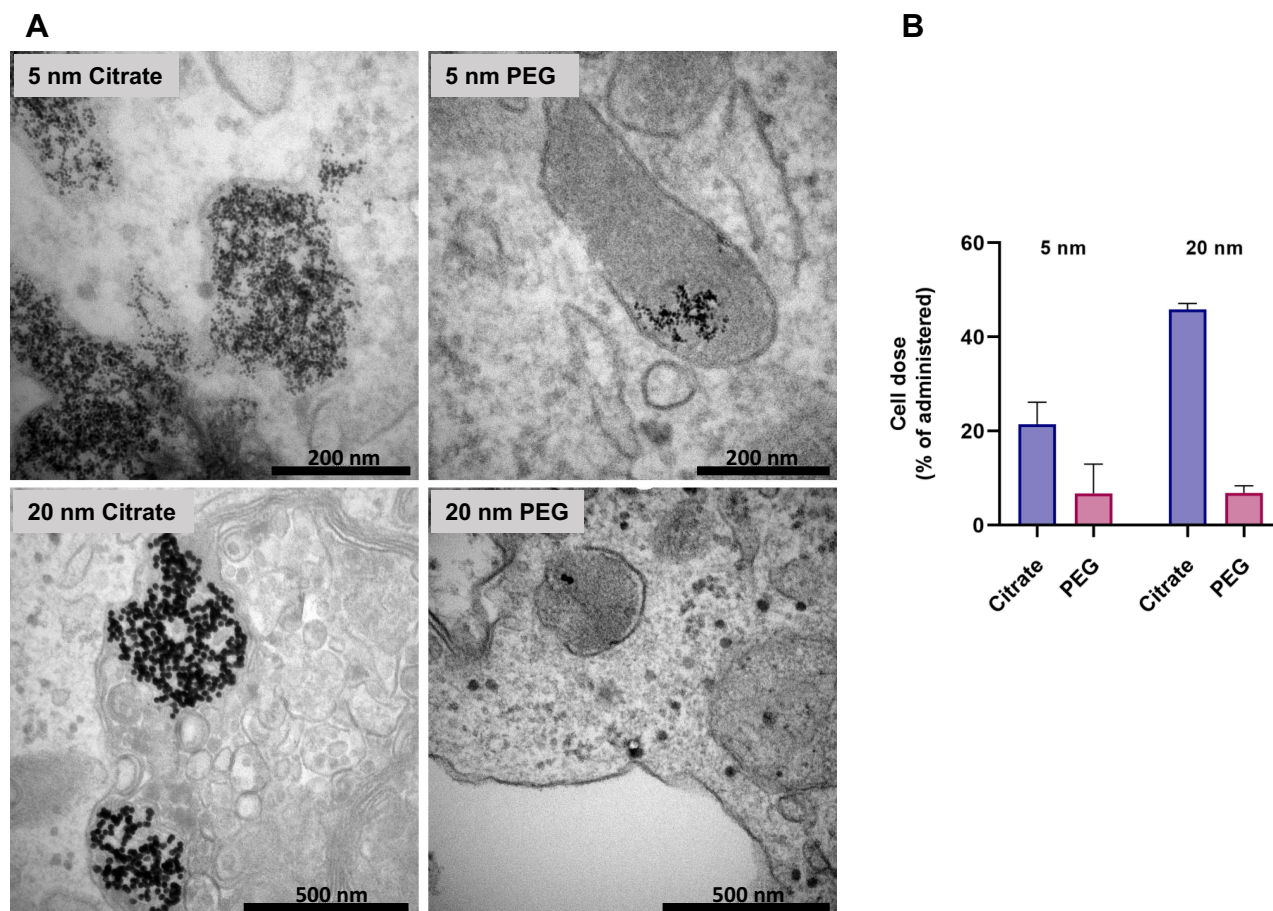 A
B
5 nm Citrate
5 nm PEG
200 nm
200 nm
20 nm Citrate
20 nm PEG
500 nm
500 nm
60
40
20
0
5 nm
20 nm
Cell dose
(% of administered)
Citrate
PEG
Citrate
PEG